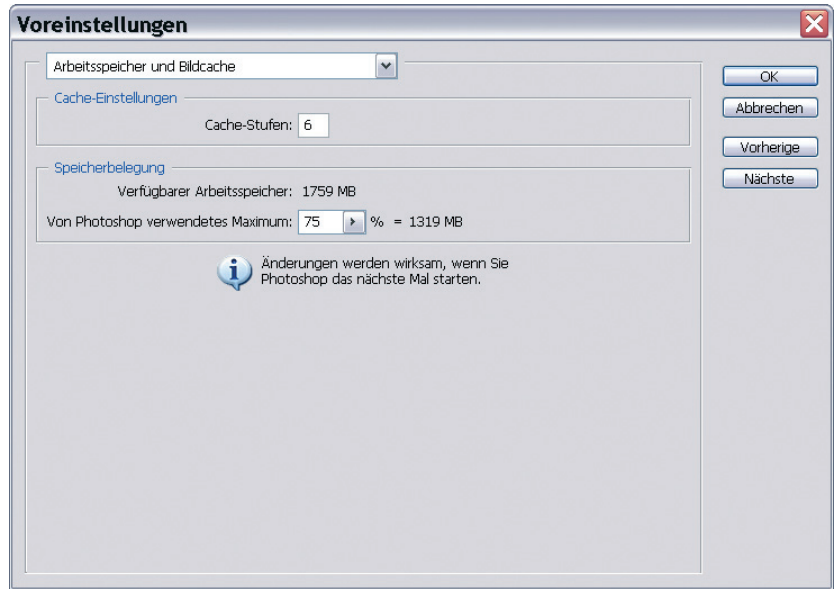 Voreinstellungen
Arbeitsspeicher und Bildcache
OK
Cache-Einstellungen
Abbrechen
Cache-Stufen: 6
Vorherige
Speicherbelegung
Nächste
Verfügbarer Arbeitsspeicher: 1759 MB
Von Photoshop verwendetes Maximum: 75 % = 1319 MB
Änderungen werden wirksam, wenn Sie
Photoshop das nächste Mal starten.